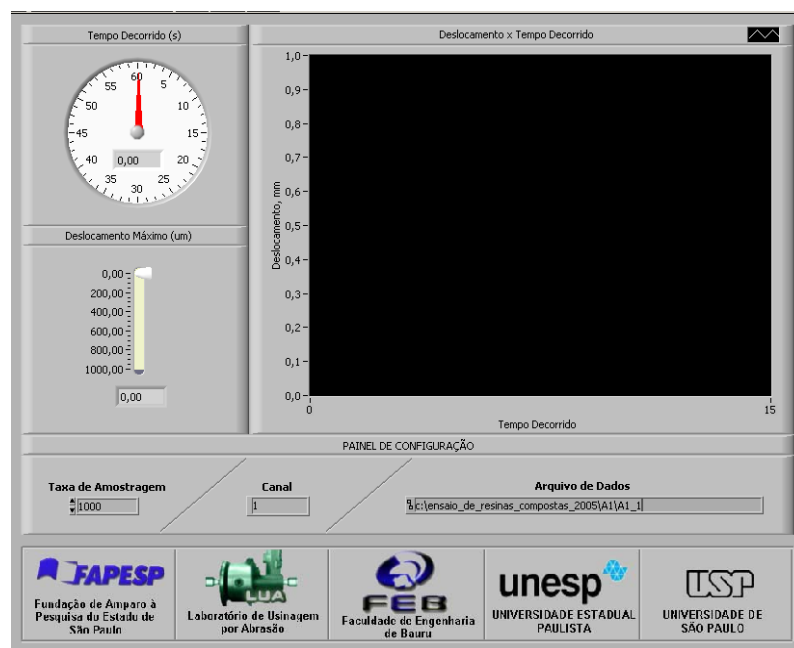 Tempo Decorrido (s)
60
5
10
15
20
25
30
35
40
45
50
55
0,00
Deslocamento Máximo (um)
0,00
200,00
400,00
600,00
800,00
1000,00
0,00
Deslocamento x Tempo Decorrido
Deslocamento, mm
1,0
0,9
0,8
0,7
0,6
0,5
0,4
0,3
0,2
0,1
0,0
0
15
Tempo Decorrido
PAINEL DE CONFIGURAÇÃO
Taxa de Amostragem
1000
Canal
1
Arquivo de Dados
c:\ensaio_de_resinas_compostas_2005\A1\A1_1
FAPESP
Fundação de Amparo à
Pesquisa do Estado de
São Paulo
LUA
Laboratório de Usinagem
por Abrasão
FEB
Faculdade de Engenharia
de Bauru
unesp
UNIVERSIDADE ESTADUAL
PAULISTA
USP
UNIVERSIDADE DE
SÃO PAULO